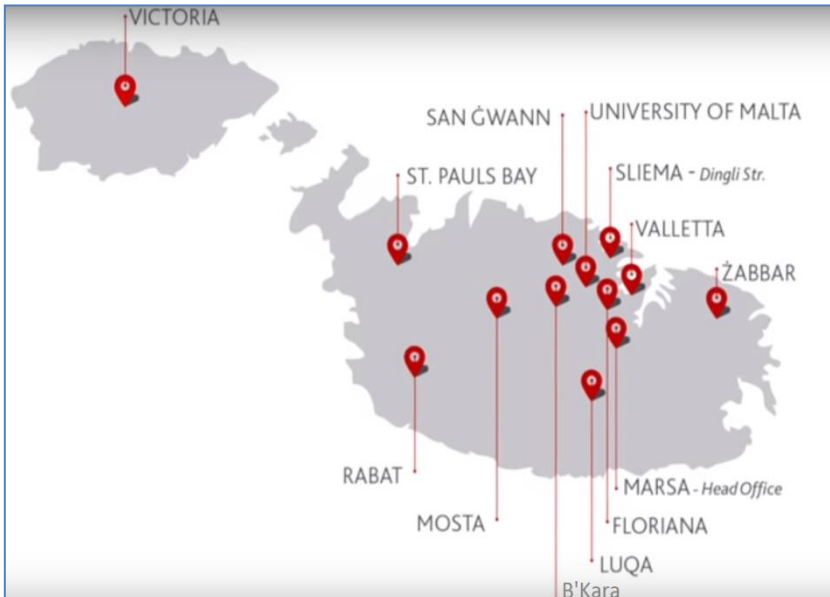 VICTORIA
SAN ĠWANN
UNIVERSITY OF MALTA
ST. PAULS BAY
SLIEMA - Dingli Str.
VALLETTA
ŻABBAR
RABAT
MARSA - Head Office
MOSTA
FLORIANA
LUQA
B'Kara